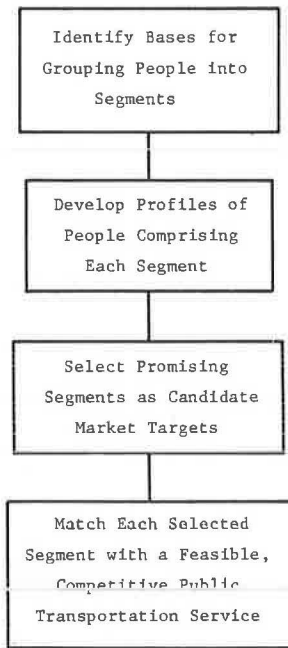 Identify Bases for
Grouping People into
Segments
Develop Profiles of
People Comprising
Each Segment
Select Promising
Segments as Candidate
Market Targets
Match Each Selected
Segment with a Feasible,
Competitive Public
Transportation Service